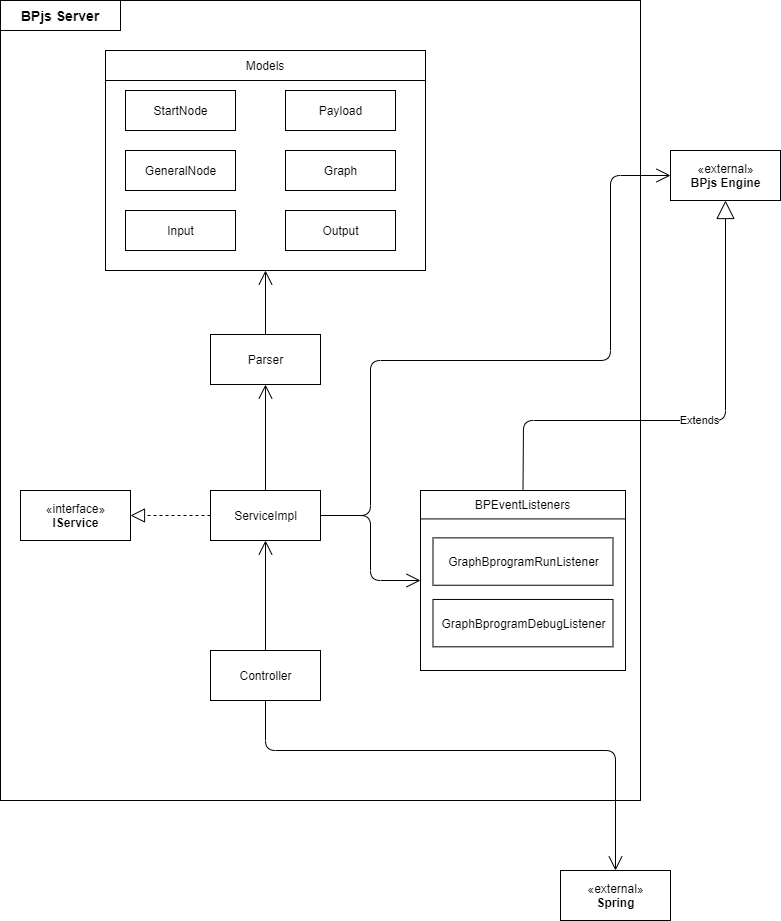 BPjs Server
Models
StartNode
Payload
GeneralNode
Graph
Input
Output
«external»
BPjs Engine
Parser
Extends
«interface»
IService
ServiceImpl
BPEventListeners
GraphBprogramRunListener
GraphBprogramDebugListener
Controller
«external»
Spring